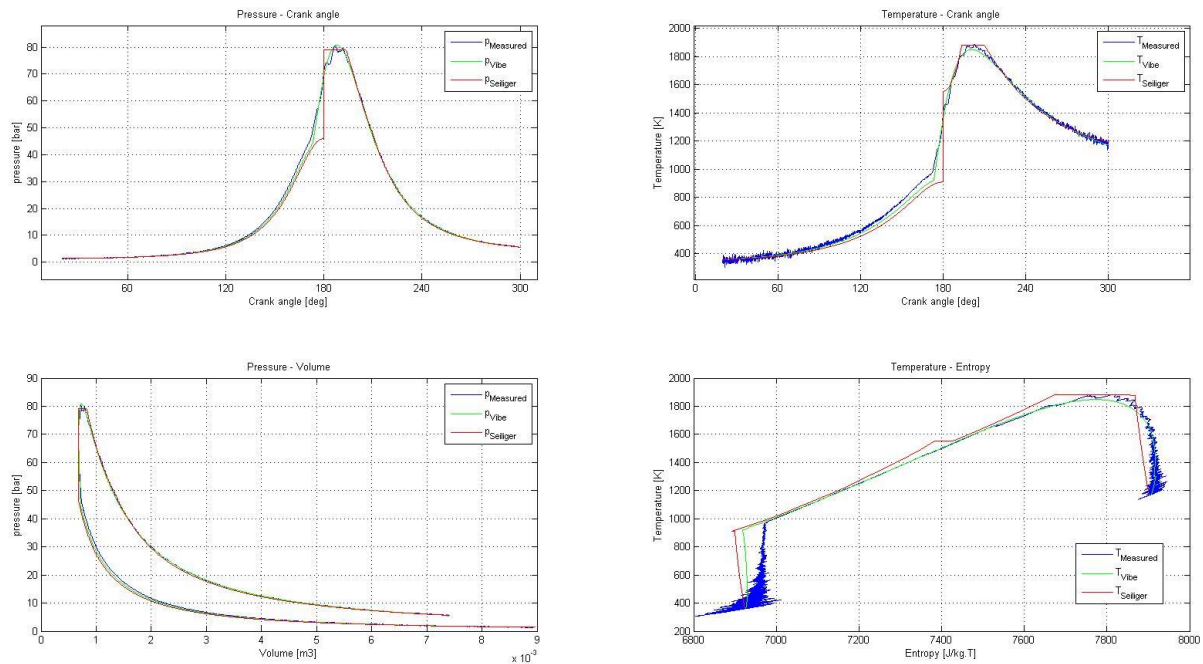 Pressure - Crank angle
80
70
60
50
40
30
20
10
0
pressure [bar]
60
120
180
240
300
Crank angle [deg]
pMeasured
pVibe
pSeiliger
Temperature - Crank angle
2000
1800
1600
1400
1200
1000
800
600
400
Temperature [K]
0
60
120
180
240
300
Crank angle [deg]
TMeasured
TVibe
TSeiliger
Pressure - Volume
90
80
70
60
50
40
30
20
10
0
pressure [bar]
0
1
2
3
4
5
6
7
8
9
Volume [m3]
x 10-3
pMeasured
pVibe
pSeiliger
Temperature - Entropy
2000
1800
1600
1400
1200
1000
800
600
400
200
Temperature [K]
6800
7000
7200
7400
7600
7800
8000
Entropy [J/kg.T]
TMeasured
TVibe
TSeiliger